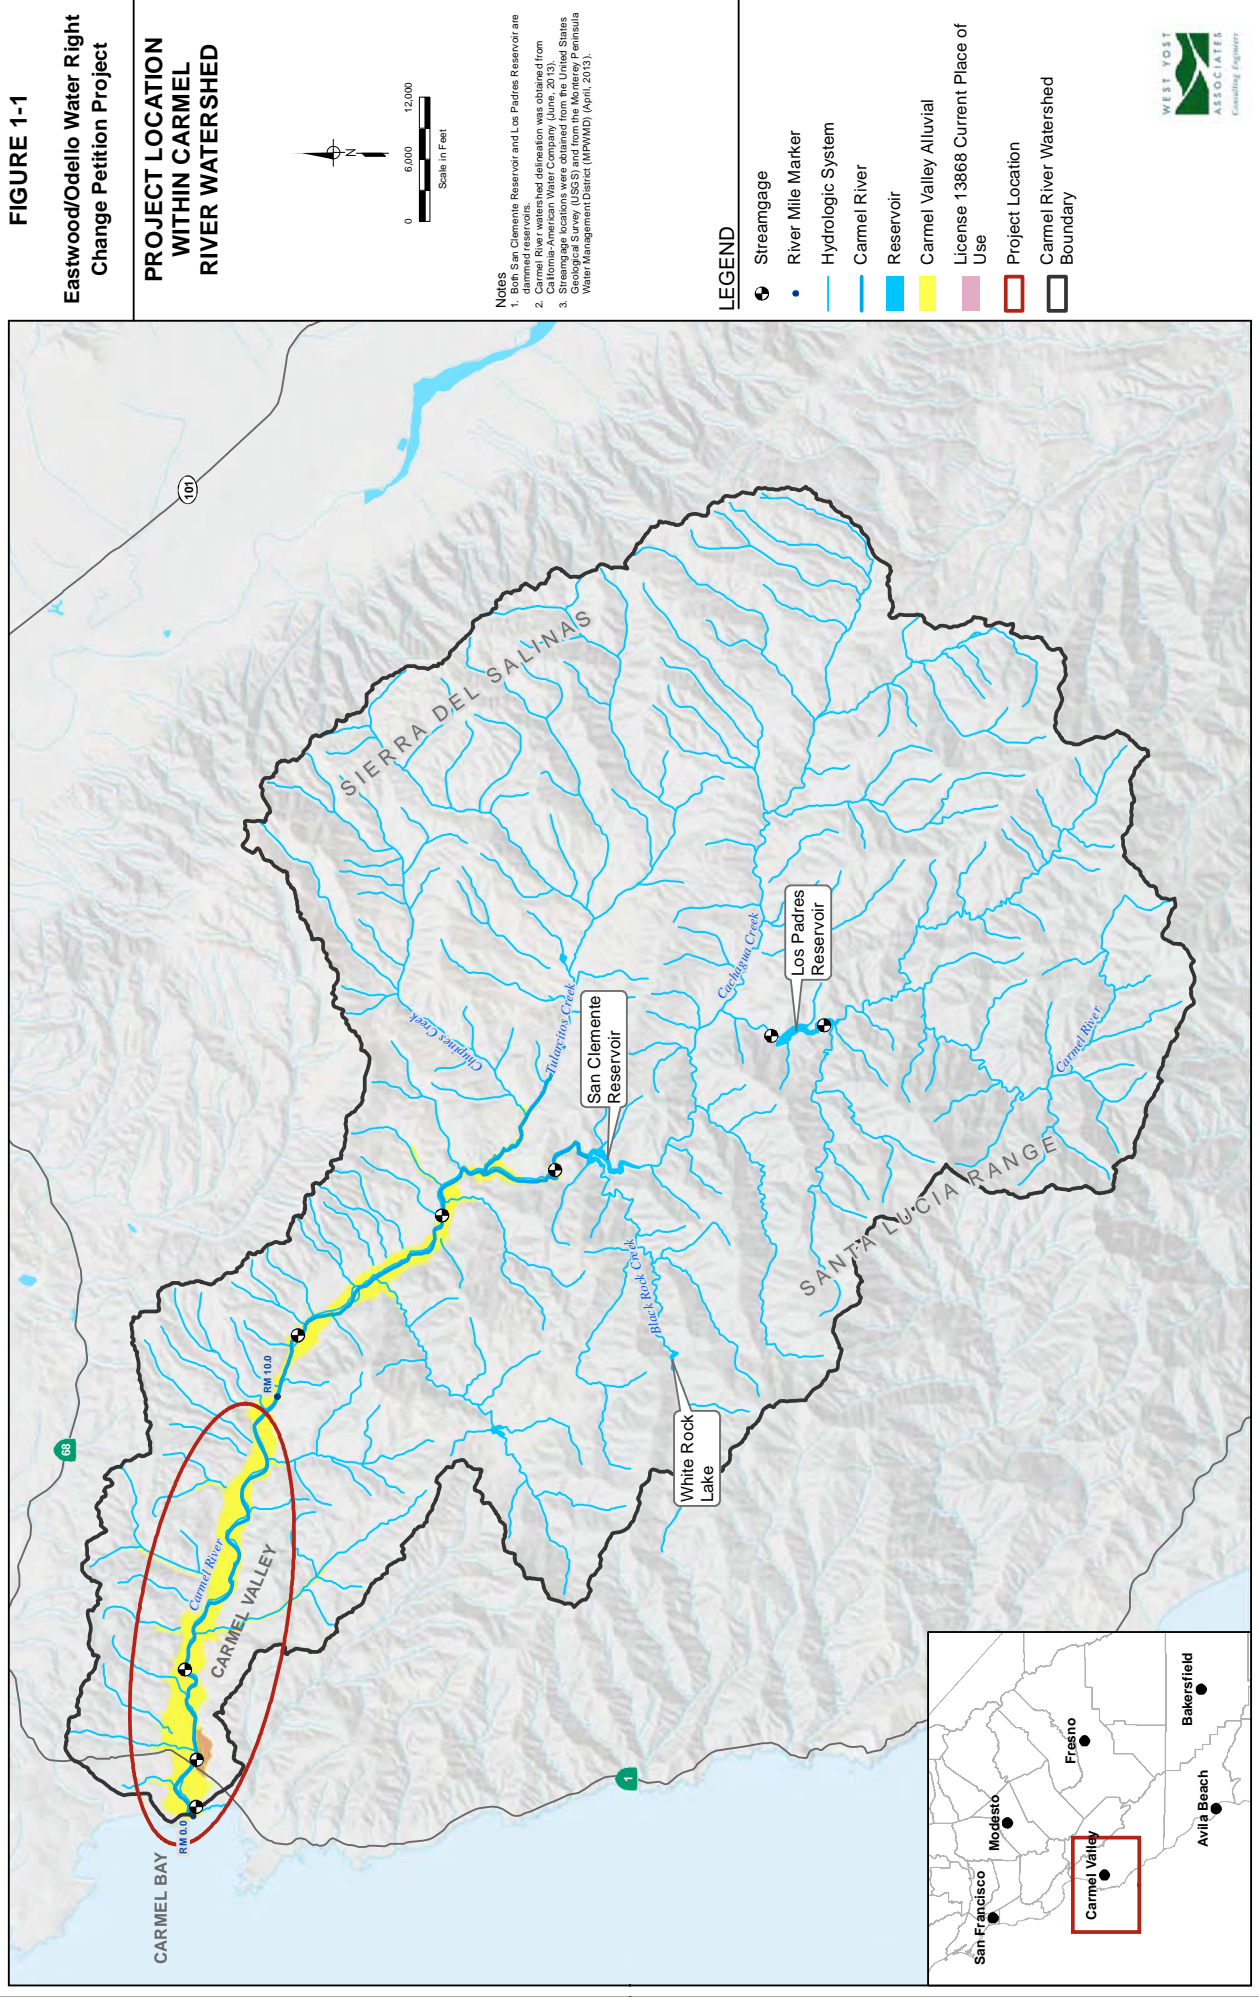 FIGURE 1-1
Eastwood/Odello Water Right
Change Petition Project
PROJECT LOCATION
WITHIN CARMEL
RIVER WATERSHED
N
0
6,000
12,000
Scale in Feet
Notes
1. Both San Clemente Reservoir and Los Padres Reservoir are
dammed reservoirs.
2. Carmel River watershed delineation was obtained from
California-American Water Company (June, 2013).
3. Streamgage locations were obtained from the United States
Geological Survey (USGS) and from the Monterey Peninsula
Water Management District (MPWMD) (April, 2013).
LEGEND
Streamgage
River Mile Marker
Hydrologic System
Carmel River
Reservoir
Carmel Valley Alluvial
License 13868 Current Place of
Use
Project Location
Carmel River Watershed
Boundary
WEST YOST
ASSOCIATES
Consulting Engineers
68
101
1
CARMEL BAY
RM 0.0
Carmel River
CARMEL VALLEY
RM 10.0
SIERRA DEL SALINAS
Chupines Creek
Tularcitos Creek
San Clemente
Reservoir
Cachagua Creek
Los Padres
Reservoir
Black Rock Creek
White Rock
Lake
SANTA LUCIA RANGE
Carmel River
San Francisco
Modesto
Fresno
Carmel Valley
Avila Beach
Bakersfield